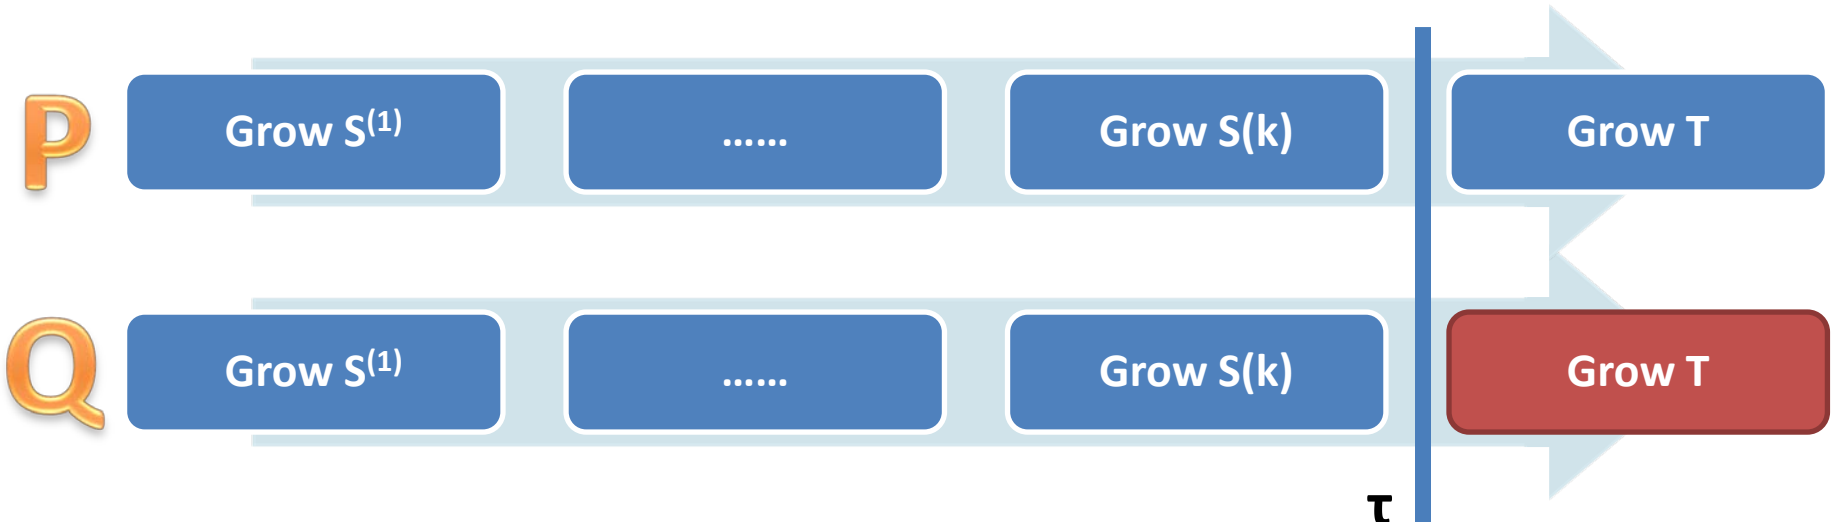 P Grow S⁽¹⁾ ...... Grow S(k) Grow T
Q Grow S⁽¹⁾ ...... Grow S(k) Grow T
τ